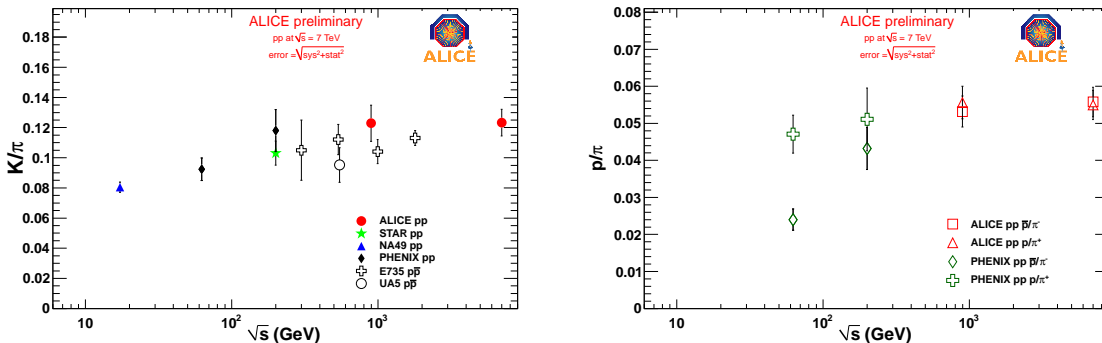 ALICE preliminary
pp at √s = 7 TeV
error = √sys²+stat²
ALICE
K/π
0.18
0.16
0.14
0.12
0.1
0.08
0.06
0.04
0.02
0
ALICE pp
STAR pp
NA49 pp
PHENIX pp
E735 pp̅
UA5 pp̅
10
10²
10³
√s (GeV)
ALICE preliminary
pp at √s = 7 TeV
error = √sys²+stat²
ALICE
p/π
0.08
0.07
0.06
0.05
0.04
0.03
0.02
0.01
0
ALICE pp p̅/π⁻
ALICE pp p/π⁺
PHENIX pp p̅/π⁻
PHENIX pp p/π⁺
10
10²
10³
√s (GeV)